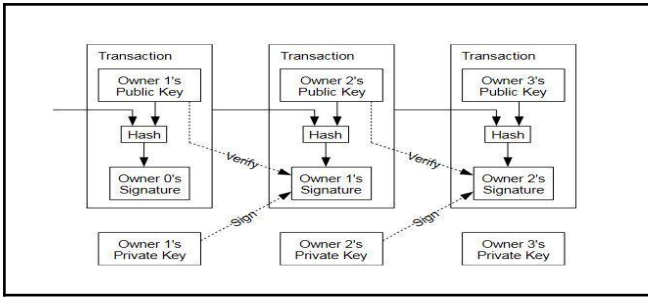 Transaction
Owner 1's
Public Key
Hash
Owner 0's
Signature
Transaction
Owner 2's
Public Key
Hash
Verify
Owner 1's
Signature
Transaction
Owner 3's
Public Key
Hash
Verify
Owner 2's
Signature
Sign
Sign
Owner 1's
Private Key
Owner 2's
Private Key
Owner 3's
Private Key